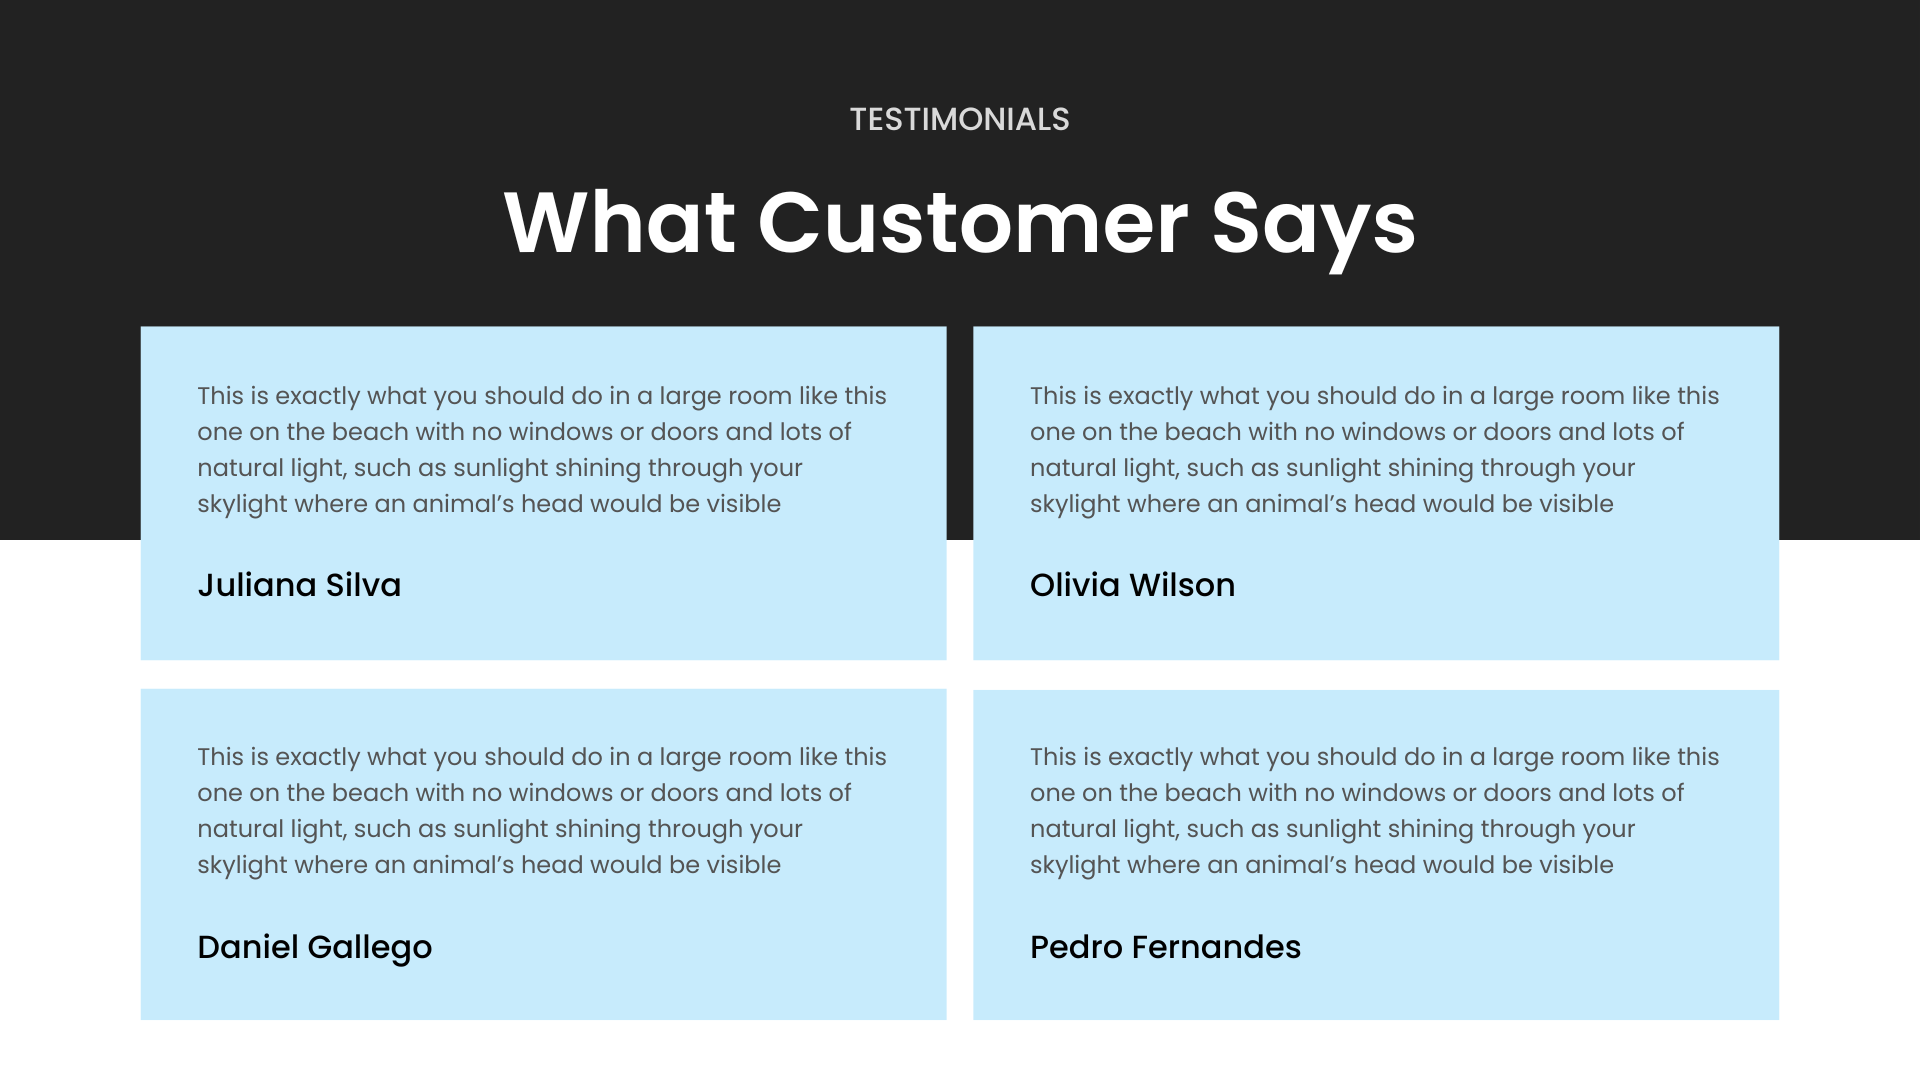 TESTIMONIALS
What Customer Says
This is exactly what you should do in a large room like this
one on the beach with no windows or doors and lots of
natural light, such as sunlight shining through your
skylight where an animal’s head would be visible
Juliana Silva
This is exactly what you should do in a large room like this
one on the beach with no windows or doors and lots of
natural light, such as sunlight shining through your
skylight where an animal’s head would be visible
Olivia Wilson
This is exactly what you should do in a large room like this
one on the beach with no windows or doors and lots of
natural light, such as sunlight shining through your
skylight where an animal’s head would be visible
Daniel Gallego
This is exactly what you should do in a large room like this
one on the beach with no windows or doors and lots of
natural light, such as sunlight shining through your
skylight where an animal’s head would be visible
Pedro Fernandes